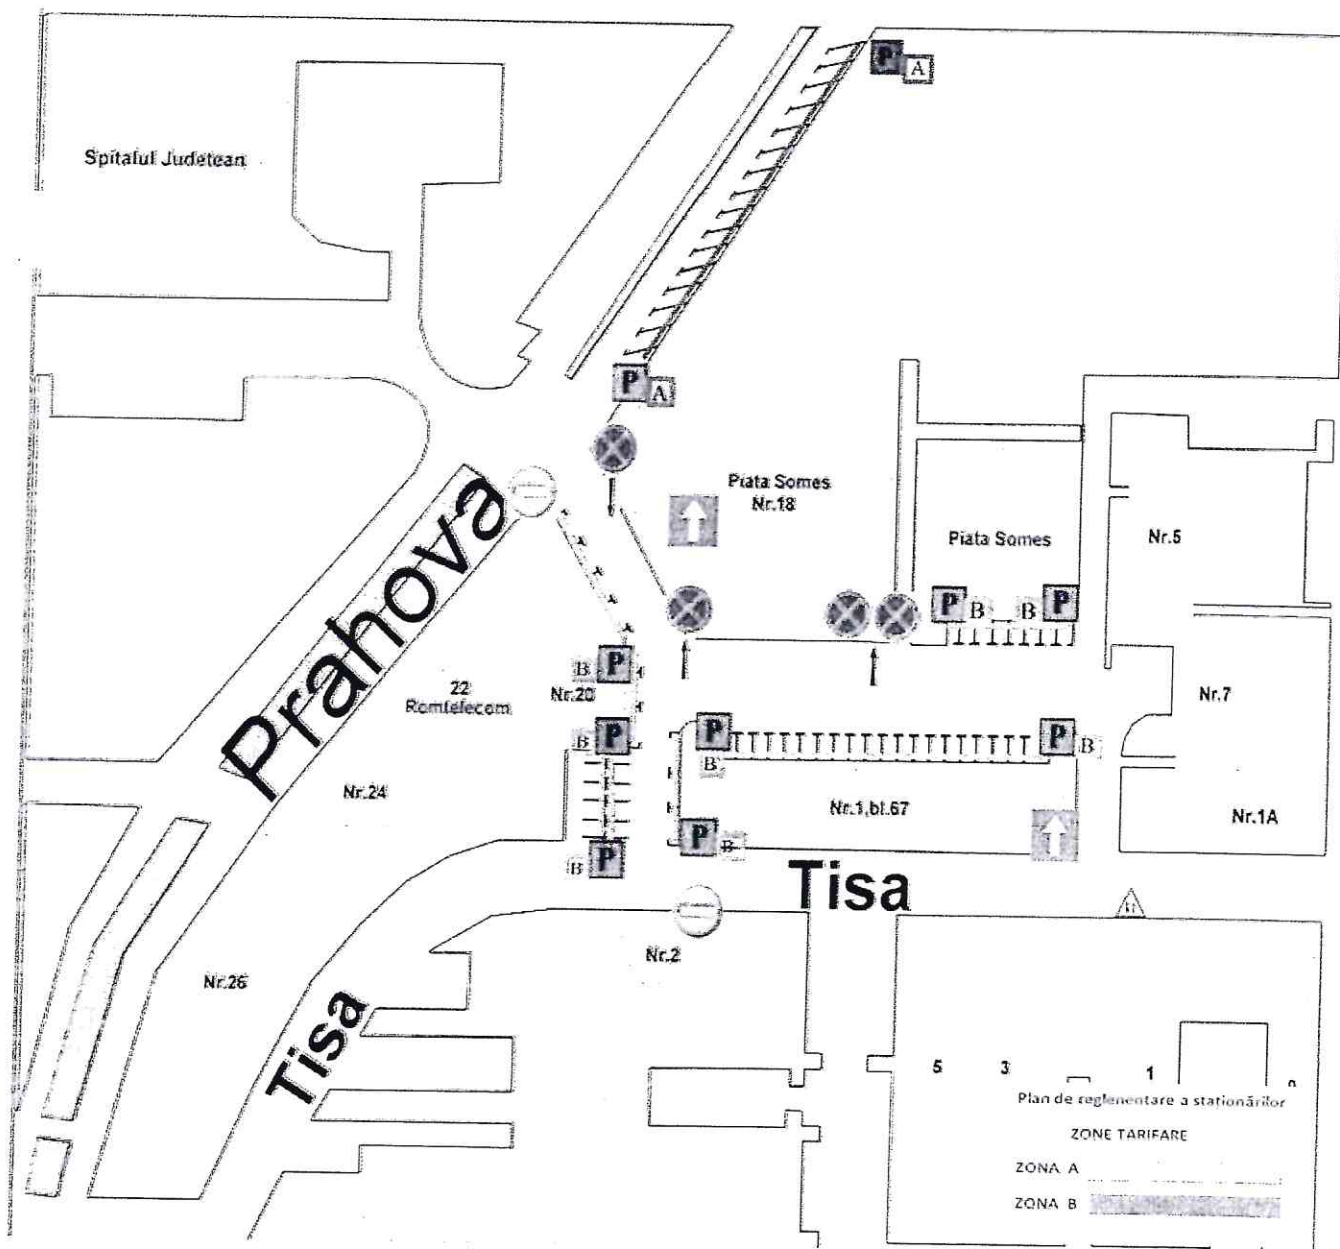 P
A
Spitalul Judetean
P
A
Piata Somes
Nr.18
Piata Somes
Nr.5
P
B
B
P
Prahova
B
P
22
Romtelecom
Nr.20
Nr.7
B
P
P
B
P
B
Nr.24
Nr.1,bl.67
Nr.1A
B
P
P
B
Tisa
Nr.2
Nr.26
Tisa
5
3
1
Plan de reglenentare a staționărilor
ZONE TARIFARE
ZONA A
ZONA B